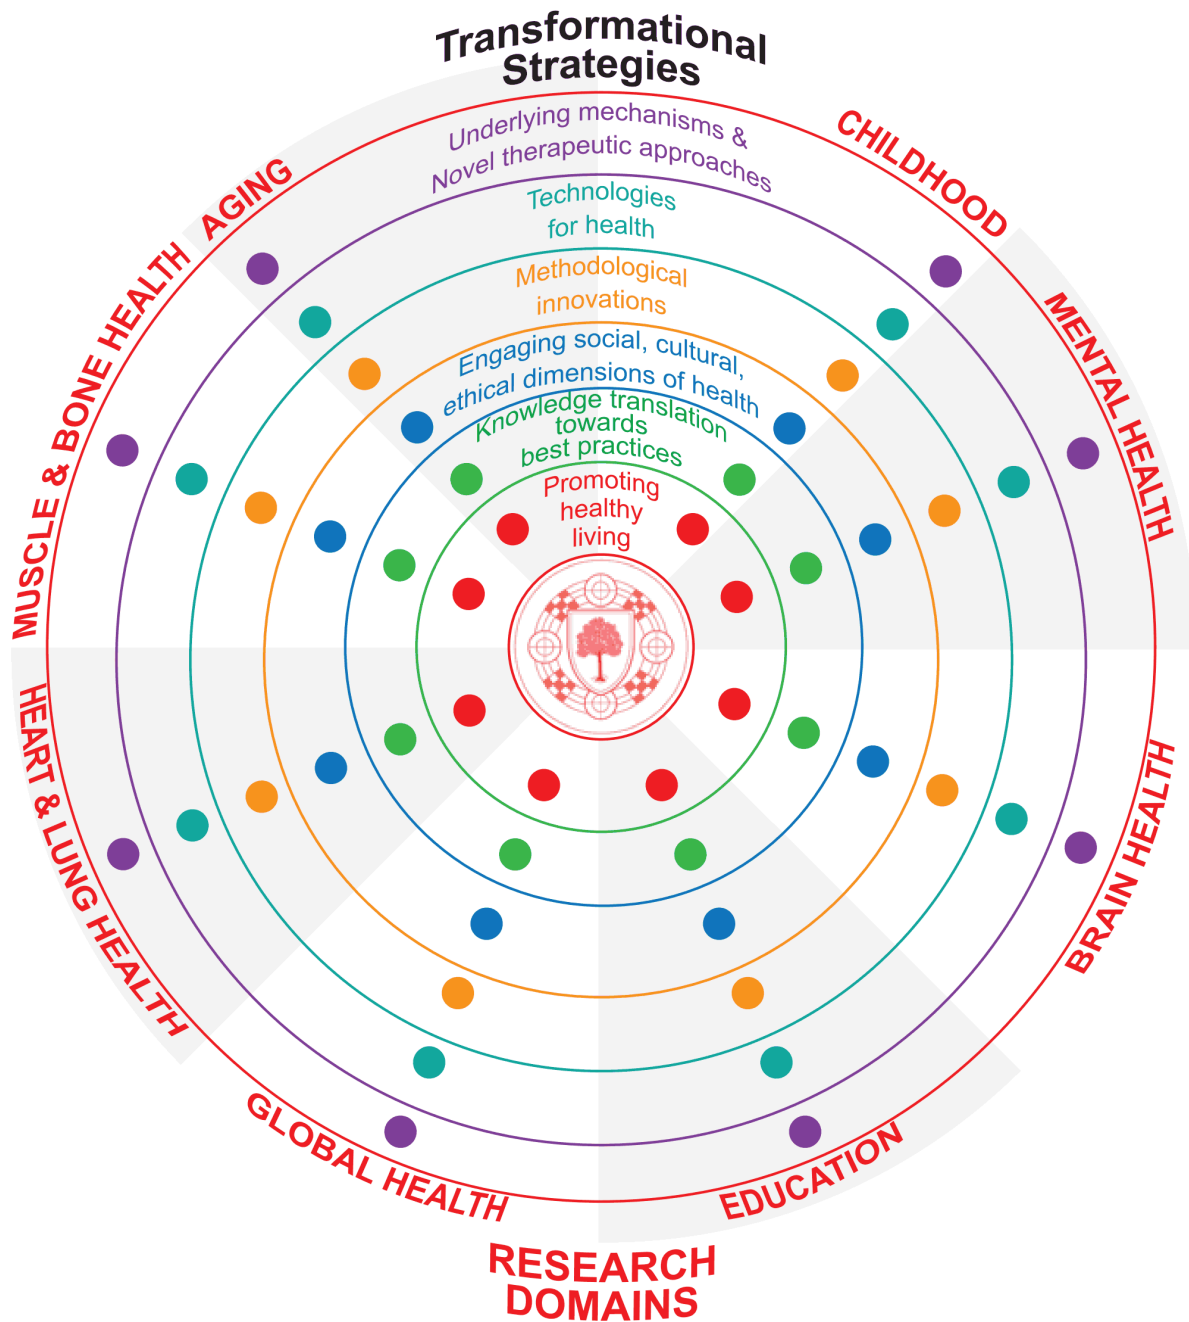 Transformational
Strategies
Underlying mechanisms &
Novel therapeutic approaches
Technologies
for health
Methodological
innovations
Engaging social, cultural,
ethical dimensions of health
Knowledge translation
towards
best practices
Promoting
healthy
living
CHILDHOOD
MENTAL HEALTH
BRAIN HEALTH
EDUCATION
GLOBAL HEALTH
HEART & LUNG HEALTH
MUSCLE & BONE HEALTH
AGING
RESEARCH
DOMAINS